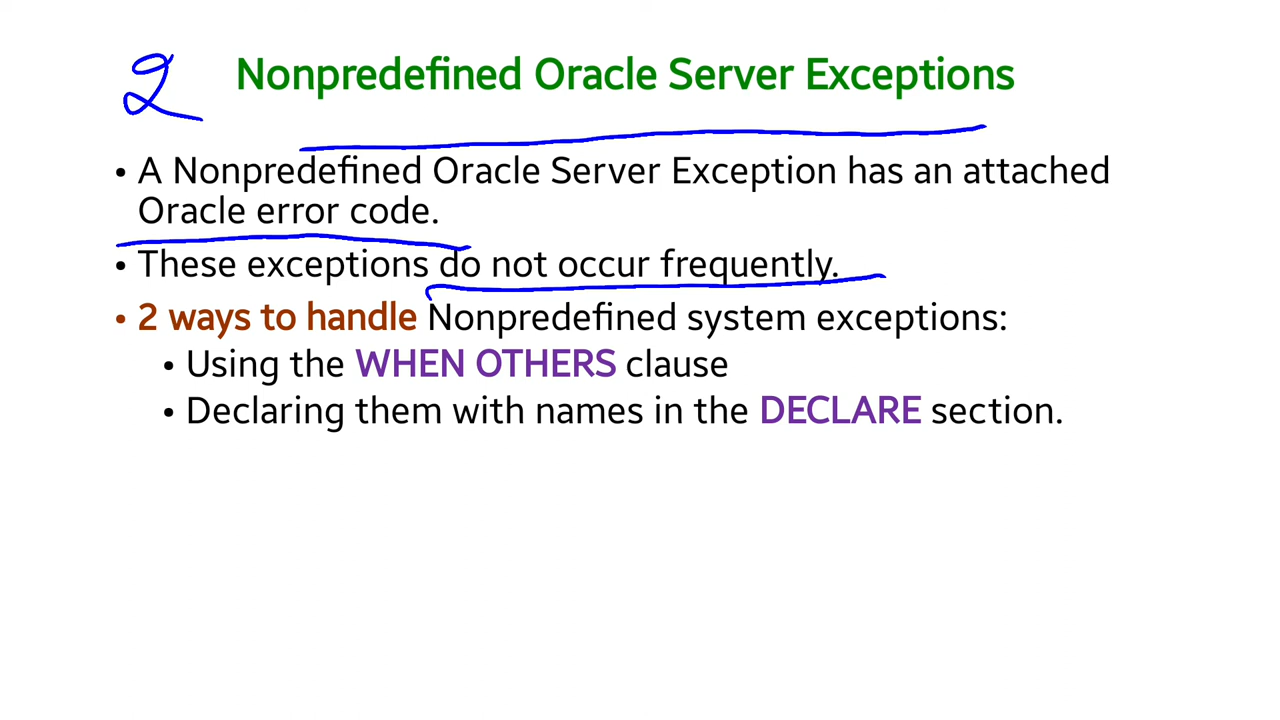 2 Nonpredefined Oracle Server Exceptions
• A Nonpredefined Oracle Server Exception has an attached
Oracle error code.
• These exceptions do not occur frequently.
• 2 ways to handle Nonpredefined system exceptions:
• Using the WHEN OTHERS clause
• Declaring them with names in the DECLARE section.